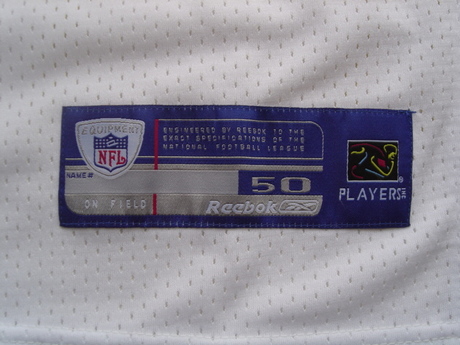 EQUIPMENT
NFL
ENGINEERED BY REEBOK TO THE
EXACT SPECIFICATIONS OF THE
NATIONAL FOOTBALL LEAGUE
NAME #
50
ON FIELD
Reebok
PLAYERS INC